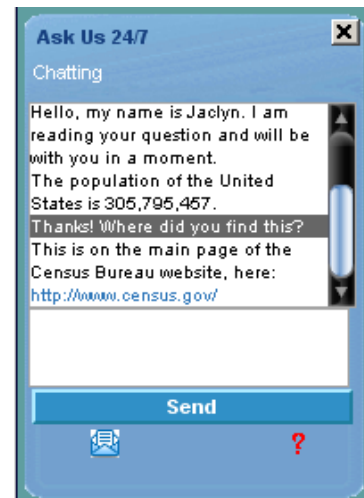 Ask Us 24/7
Chatting
Hello, my name is Jaclyn. I am
reading your question and will be
with you in a moment.
The population of the United
States is 305,795,457.
Thanks! Where did you find this?
This is on the main page of the
Census Bureau website, here:
http://www.census.gov/
Send
?